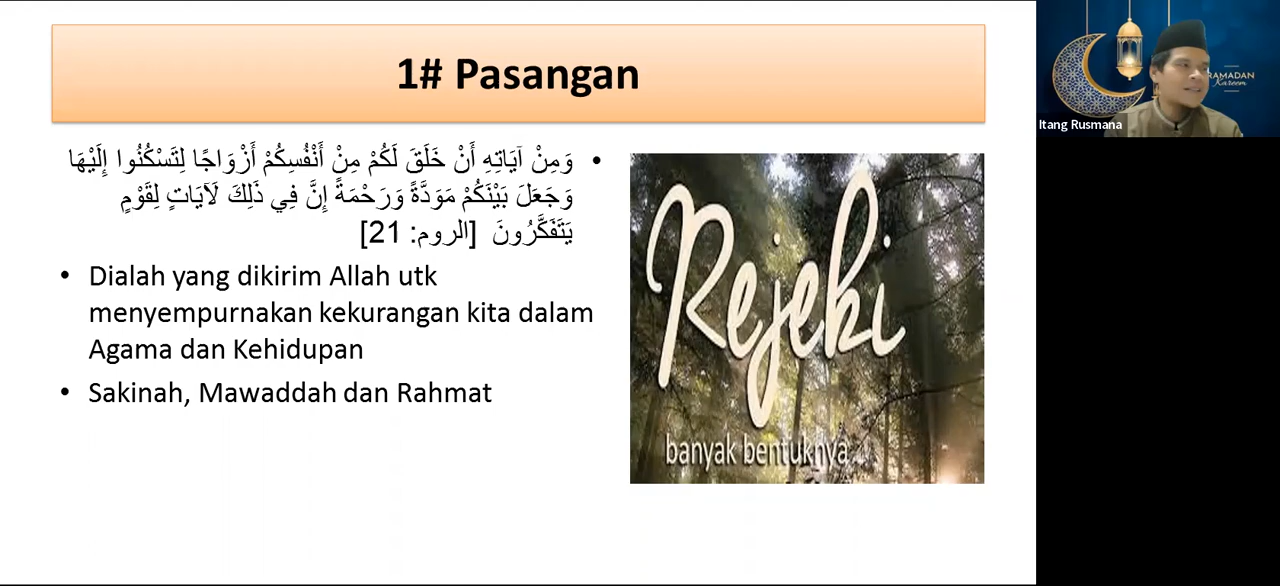 1# Pasangan
وَمِنْ آيَاتِهِ أَنْ خَلَقَ لَكُمْ مِنْ أَنْفُسِكُمْ أَزْوَاجًا لِتَسْكُنُوا إِلَيْهَا
وَجَعَلَ بَيْنَكُمْ مَوَدَّةً وَرَحْمَةً إِنَّ فِي ذَلِكَ لَآيَاتٍ لِقَوْمٍ
يَتَفَكَّرُونَ [الروم: 21]
• Dialah yang dikirim Allah utk
menyempurnakan kekurangan kita dalam
Agama dan Kehidupan
• Sakinah, Mawaddah dan Rahmat
Rejeki
banyak bentuknya...
RAMADAN
Kareem
Itang Rusmana